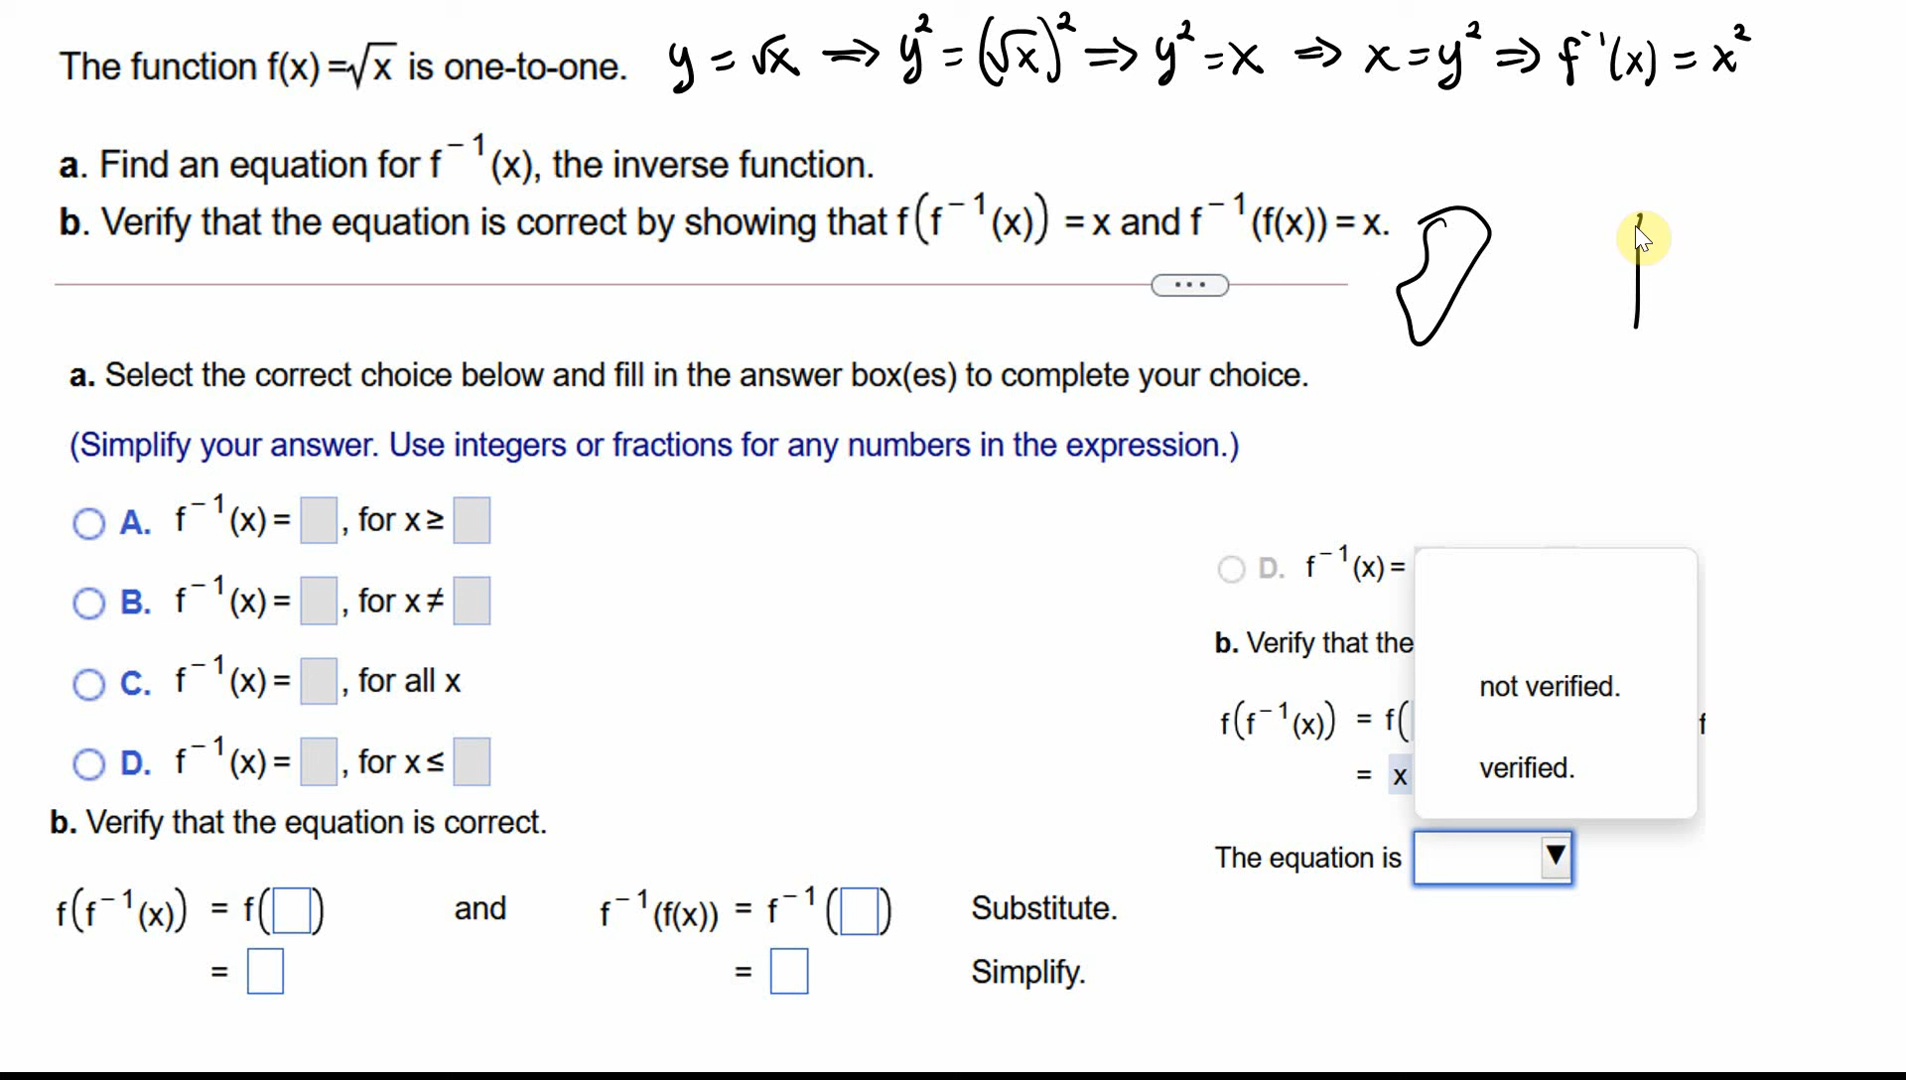 The function f(x) =√x is one-to-one. y = √x ⟹ y² = (√x)² ⟹ y² = x ⟹ x = y² ⟹ f⁻¹(x) = x²
a. Find an equation for f⁻¹(x), the inverse function.
b. Verify that the equation is correct by showing that f(f⁻¹(x)) = x and f⁻¹(f(x)) = x.
...
a. Select the correct choice below and fill in the answer box(es) to complete your choice.
(Simplify your answer. Use integers or fractions for any numbers in the expression.)
A. f⁻¹(x) = , for x ≥
B. f⁻¹(x) = , for x ≠
C. f⁻¹(x) = , for all x
D. f⁻¹(x) = , for x ≤
b. Verify that the equation is correct.
f(f⁻¹(x)) = f( ) and f⁻¹(f(x)) = f⁻¹( ) Substitute.
= = Simplify.
D. f⁻¹(x) =
b. Verify that the
not verified.
f(f⁻¹(x)) = f( f
= x verified.
The equation is ▼